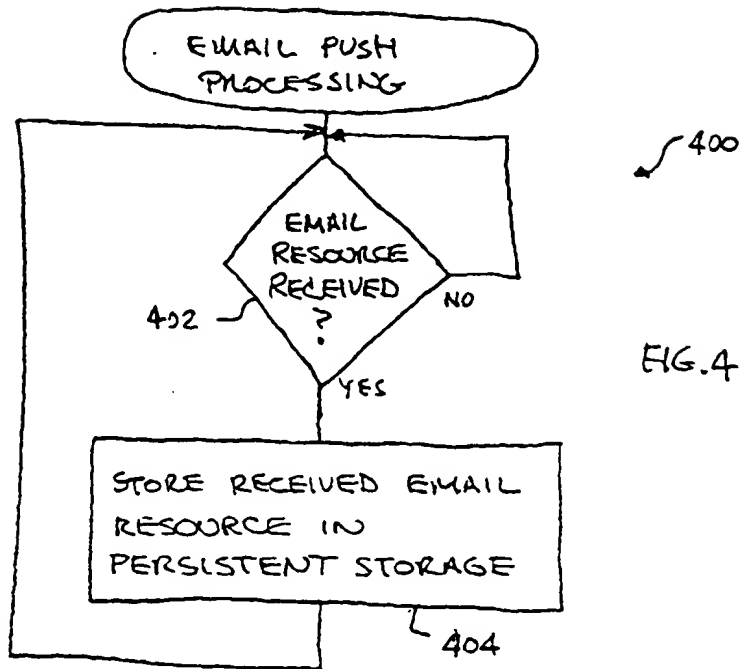 EMAIL PUSH
PROCESSING
400
EMAIL
RESOURCE
RECEIVED
?
402
NO
FIG.4
YES
STORE RECEIVED EMAIL
RESOURCE IN
PERSISTENT STORAGE
404